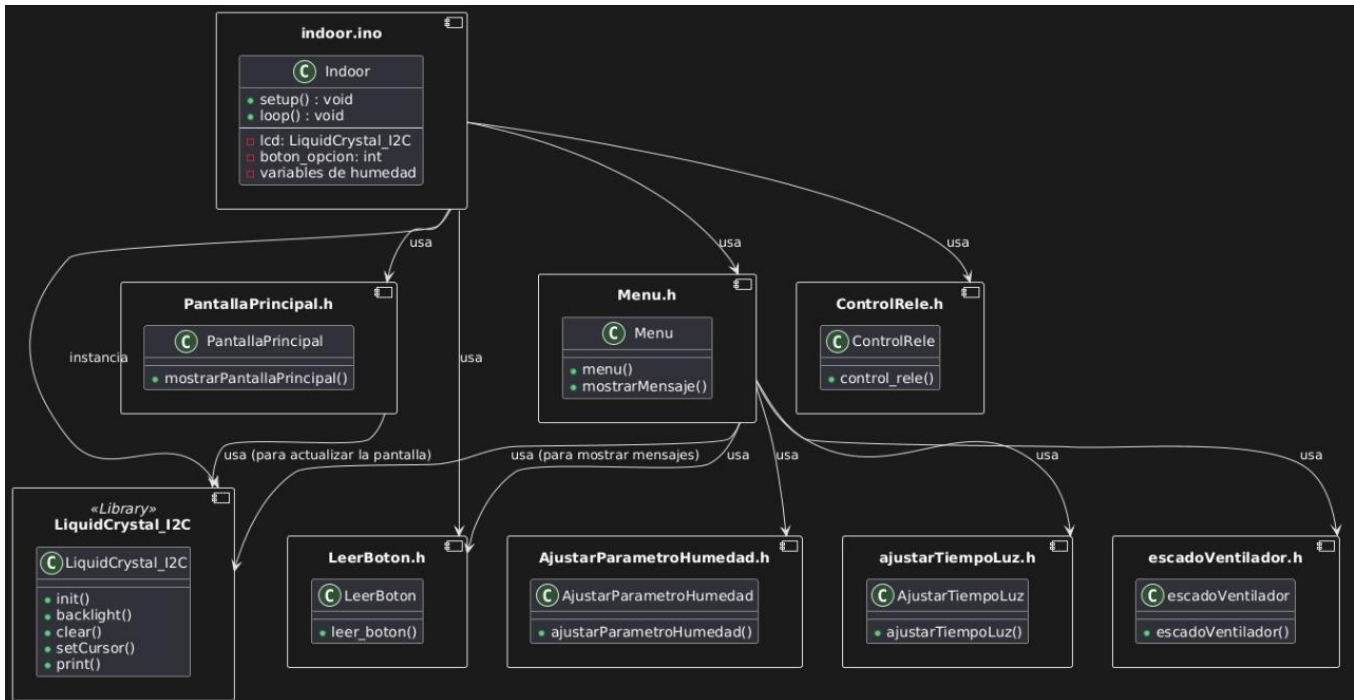 indoor.ino
C Indoor
setup() : void
loop() : void
lcd: LiquidCrystal_I2C
boton_opcion: int
variables de humedad
usa
usa
usa
PantallaPrincipal.h
C PantallaPrincipal
mostrarPantallaPrincipal()
Menu.h
C Menu
menu()
mostrarMensaje()
ControlRele.h
C ControlRele
control_rele()
instancia
usa
usa (para actualizar la pantalla)
usa (para mostrar mensajes)
usa
usa
usa
usa
«Library»
LiquidCrystal_I2C
C LiquidCrystal_I2C
init()
backlight()
clear()
setCursor()
print()
LeerBoton.h
C LeerBoton
leer_boton()
AjustarParametroHumedad.h
C AjustarParametroHumedad
ajustarParametroHumedad()
ajustarTiempoLuz.h
C AjustarTiempoLuz
ajustarTiempoLuz()
escadoVentilador.h
C escadoVentilador
escadoVentilador()